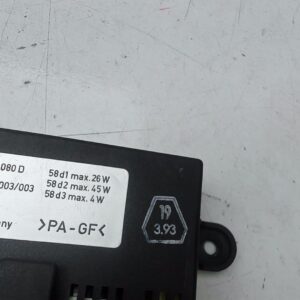 080 D
003/003
58d1 max. 26 W
58d2 max. 45 W
58d3 max. 4 W
ny
>PA-GF<
19
3.93